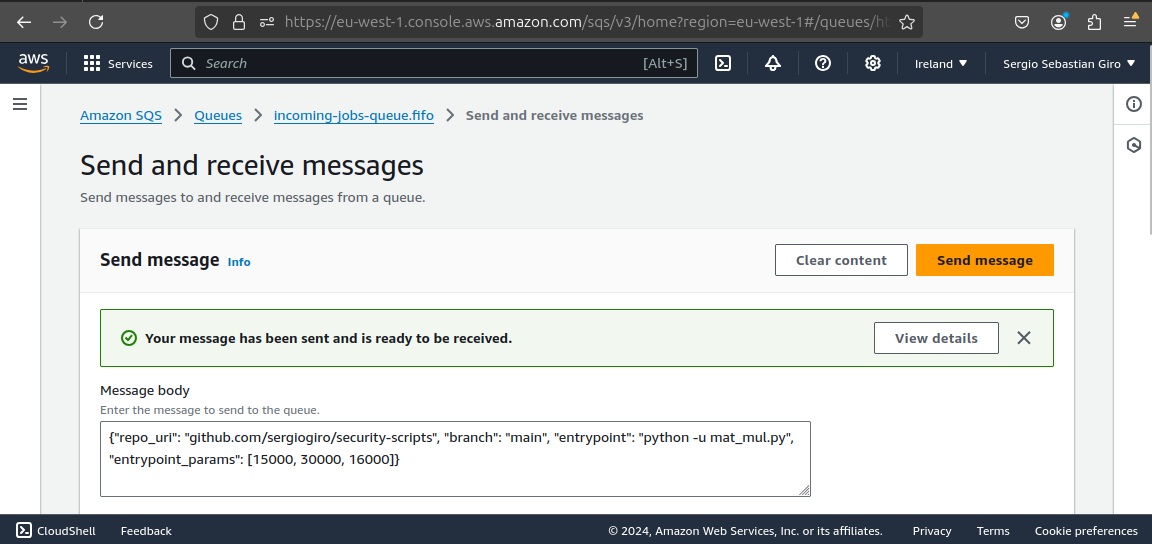 https://eu-west-1.console.aws.amazon.com/sqs/v3/home?region=eu-west-1#/queues/
aws Services Search [Alt+S] Ireland Sergio Sebastian Giro
Amazon SQS Queues incoming-jobs-queue.fifo Send and receive messages
Send and receive messages
Send messages to and receive messages from a queue.
Send message Info Clear content Send message
Your message has been sent and is ready to be received. View details
Message body
Enter the message to send to the queue.
{"repo_uri": "github.com/sergiogiro/security-scripts", "branch": "main", "entrypoint": "python -u mat_mul.py",
"entrypoint_params": [15000, 30000, 16000]}
CloudShell Feedback © 2024, Amazon Web Services, Inc. or its affiliates. Privacy Terms Cookie preferences